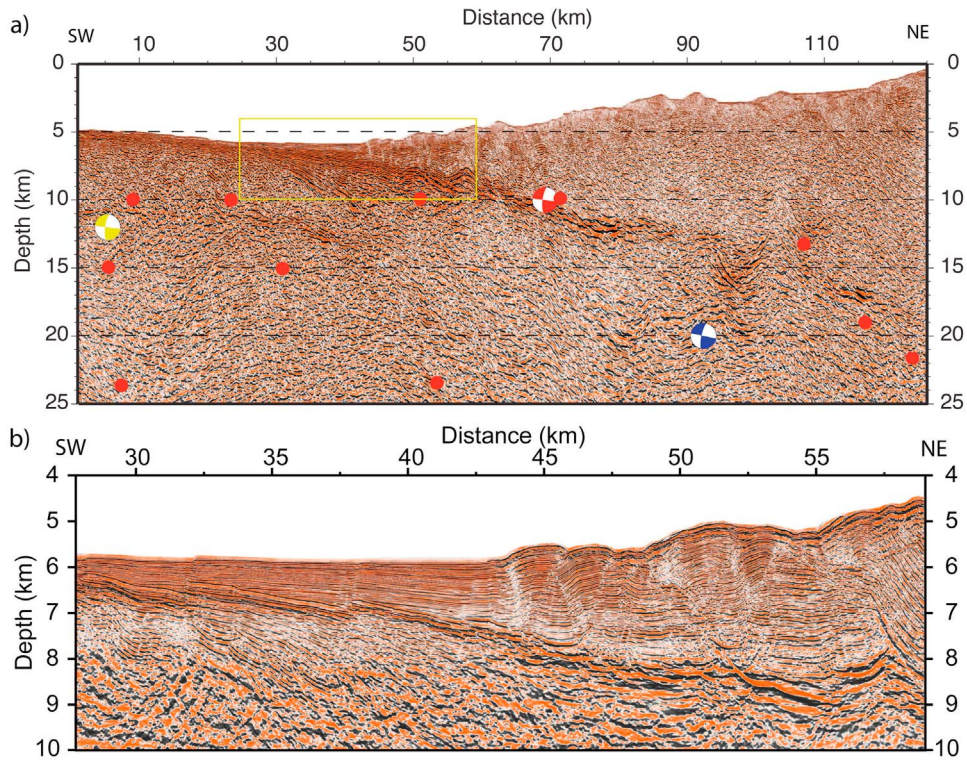 a)
Distance (km)
SW 10 30 50 70 90 110 NE
Depth (km)
0 0
5 5
10 10
15 15
20 20
25 25
b)
Distance (km)
SW 30 35 40 45 50 55 NE
Depth (km)
4 4
5 5
6 6
7 7
8 8
9 9
10 10